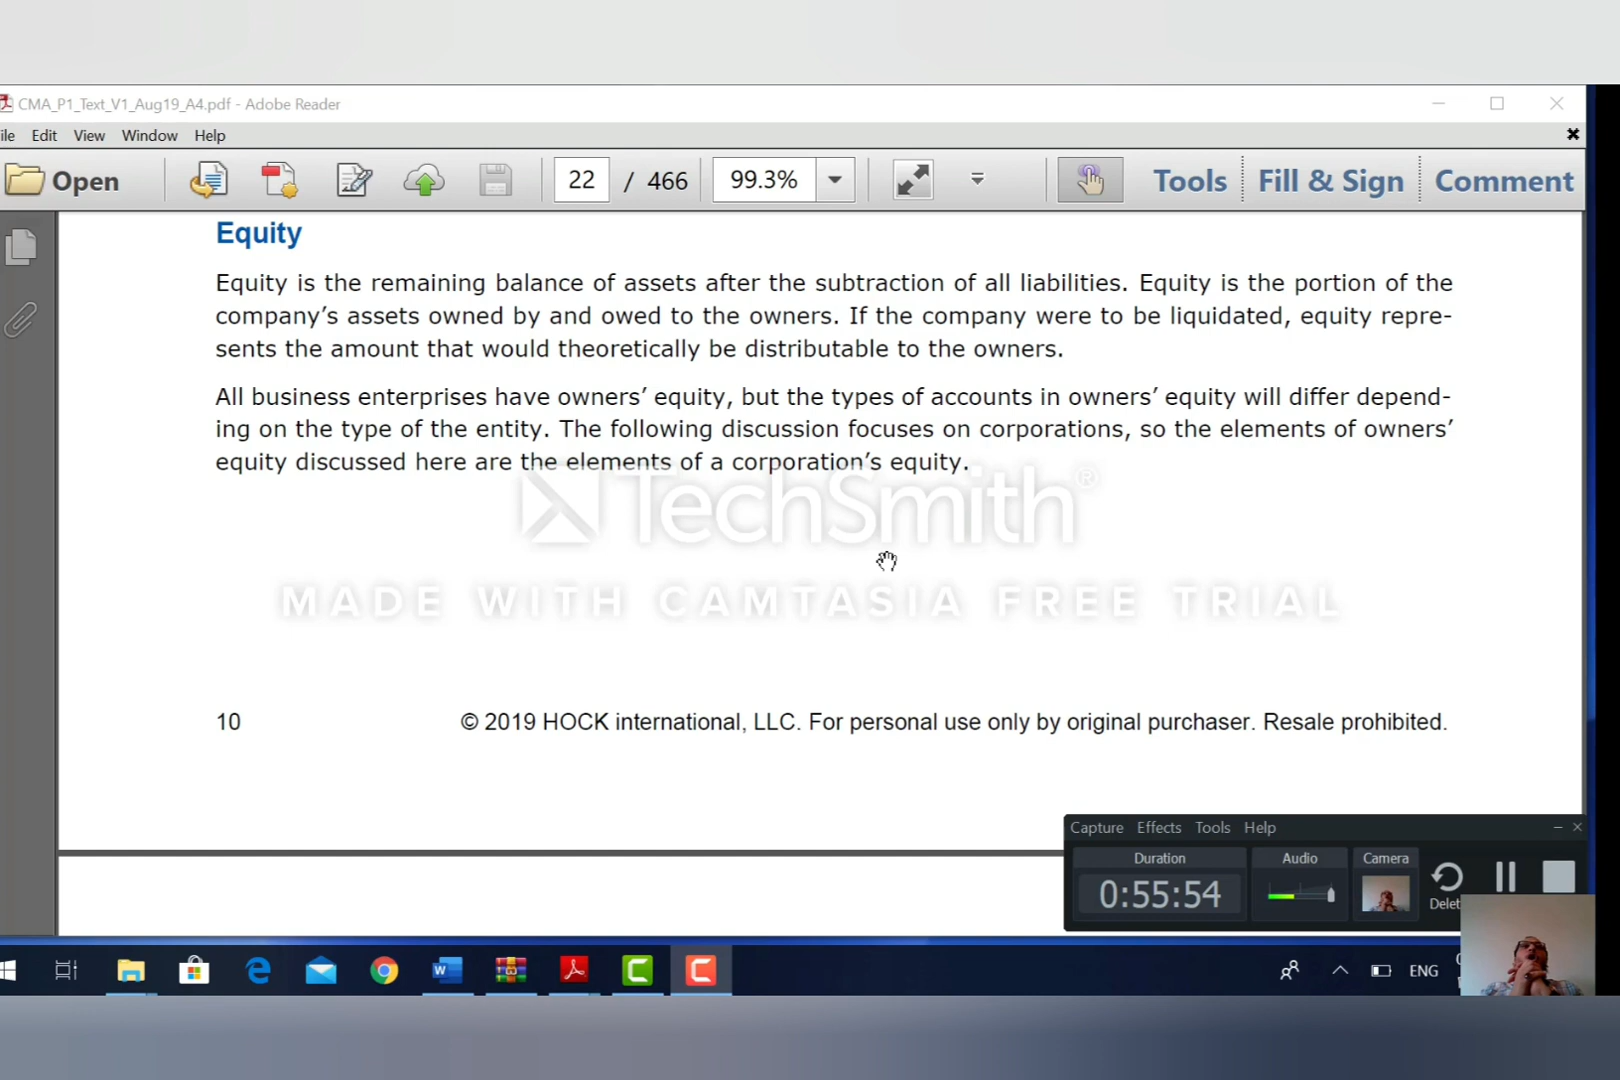 CMA_P1_Text_V1_Aug19_A4.pdf - Adobe Reader
ile Edit View Window Help
Open 22 / 466 99.3% Tools Fill & Sign Comment
Equity
Equity is the remaining balance of assets after the subtraction of all liabilities. Equity is the portion of the
company’s assets owned by and owed to the owners. If the company were to be liquidated, equity repre-
sents the amount that would theoretically be distributable to the owners.
All business enterprises have owners’ equity, but the types of accounts in owners’ equity will differ depend-
ing on the type of the entity. The following discussion focuses on corporations, so the elements of owners’
equity discussed here are the elements of a corporation’s equity.
TechSmith®
MADE WITH CAMTASIA FREE TRIAL
10 © 2019 HOCK international, LLC. For personal use only by original purchaser. Resale prohibited.
Capture Effects Tools Help
Duration Audio Camera
0:55:54
Delet
ENG